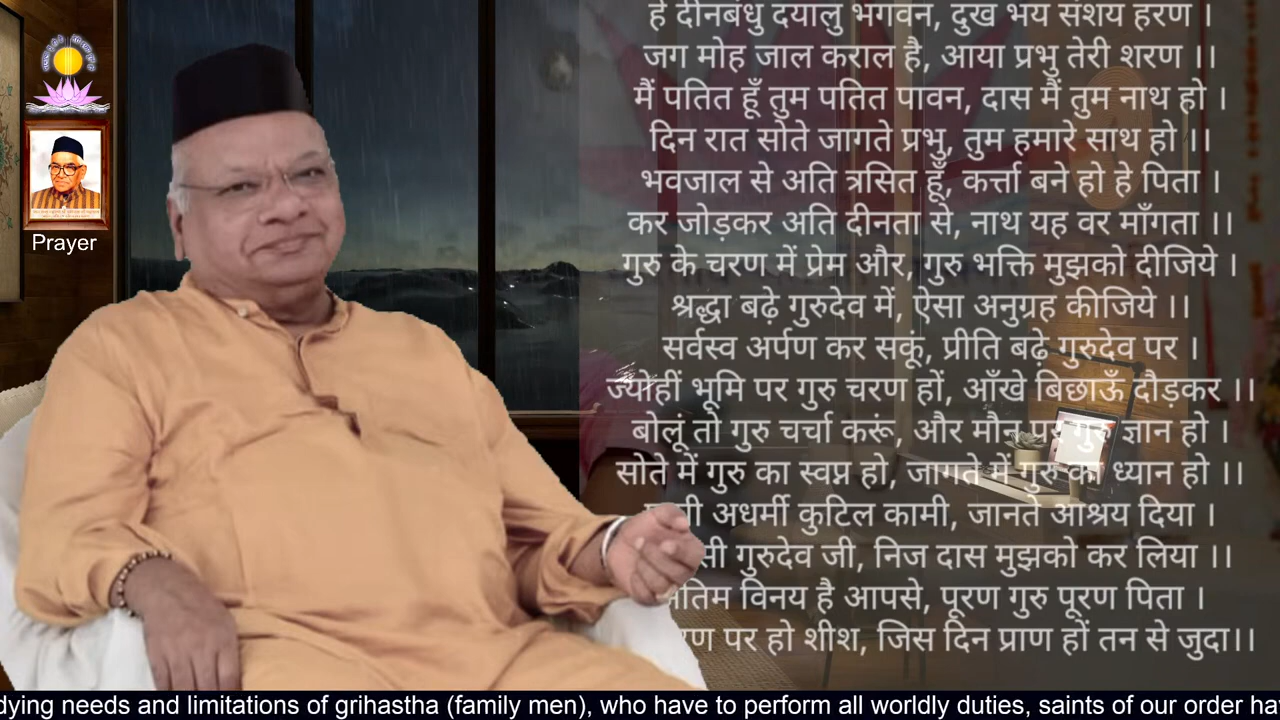 हे दीनबंधु दयालु भगवन, दुख भय संशय हरण ।
जग मोह जाल कराल है, आया प्रभु तेरी शरण ।।
मैं पतित हूँ तुम पतित पावन, दास मैं तुम नाथ हो ।
दिन रात सोते जागते प्रभु, तुम हमारे साथ हो ।।
भवजाल से अति त्रसित हूँ, कर्त्ता बने हो हे पिता ।
कर जोड़कर अति दीनता से, नाथ यह वर माँगता ।।
गुरु के चरण में प्रेम और, गुरु भक्ति मुझको दीजिये ।
श्रद्धा बढ़े गुरुदेव में, ऐसा अनुग्रह कीजिये ।।
सर्वस्व अर्पण कर सकूं, प्रीति बढ़े गुरुदेव पर ।
ज्योहीं भूमि पर गुरु चरण हों, आँखे बिछाऊँ दौड़कर ।।
बोलूं तो गुरु चर्चा करूं, और मौन पर गुरु ज्ञान हो ।
सोते में गुरु का स्वप्न हो, जागते में गुरु का ध्यान हो ।।
अधर्मी कुटिल कामी, जानते आश्रय दिया ।
गुरुदेव जी, निज दास मुझको कर लिया ।।
विनय है आपसे, पूरण गुरु पूरण पिता ।
पर हो शीश, जिस दिन प्राण हों तन से जुदा।।
Prayer
dying needs and limitations of grihastha (family men), who have to perform all worldly duties, saints of our order ha